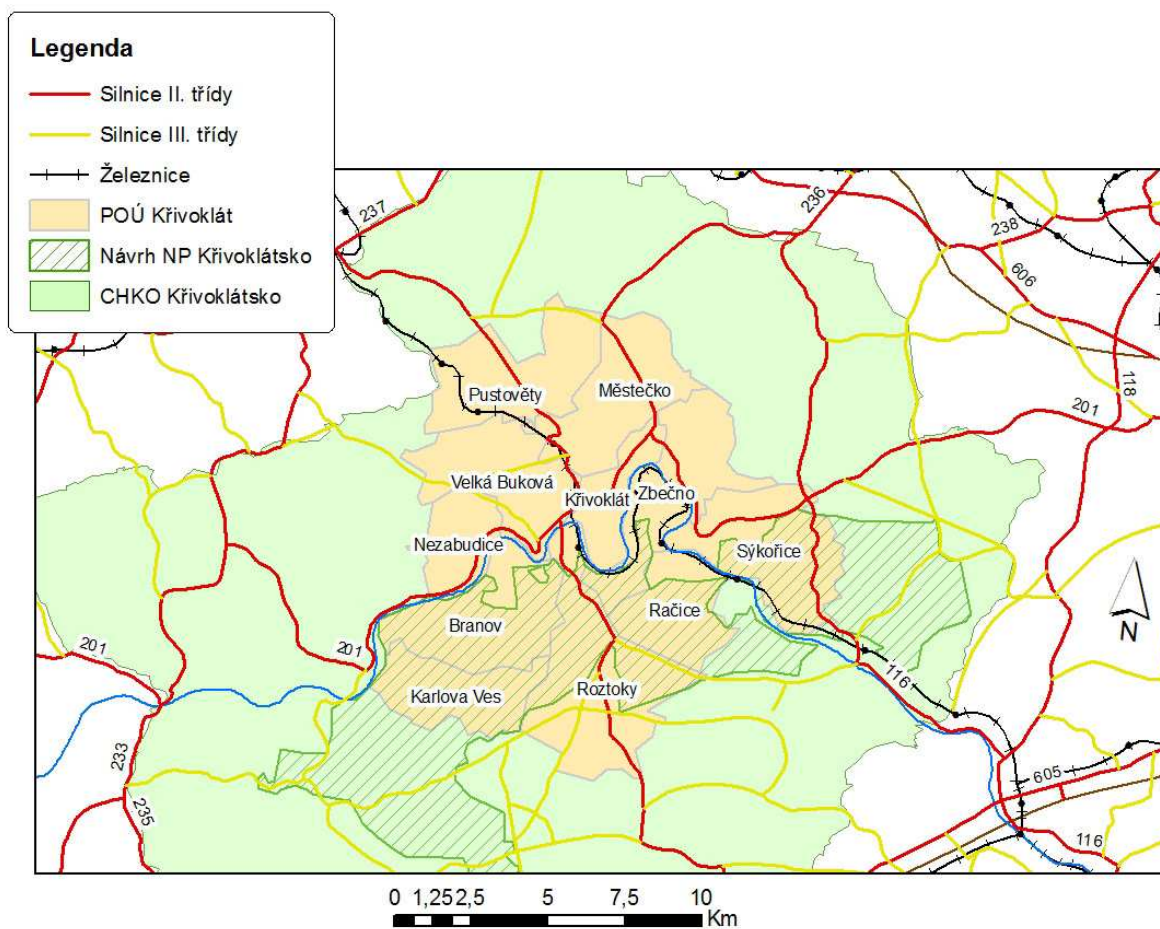 Legenda
Silnice II. třídy
Silnice III. třídy
Železnice
POÚ Křivoklát
Návrh NP Křivoklátsko
CHKO Křivoklátsko
237
236
238
606
118
201
Pustověty
Městečko
Velká Buková
Křivoklát
Zbečno
Nezabudice
Sýkořice
Račice
Branov
201
201
Karlova Ves
Roztoky
116
N
233
235
605
116
0 1,25 2,5 5 7,5 10
Km